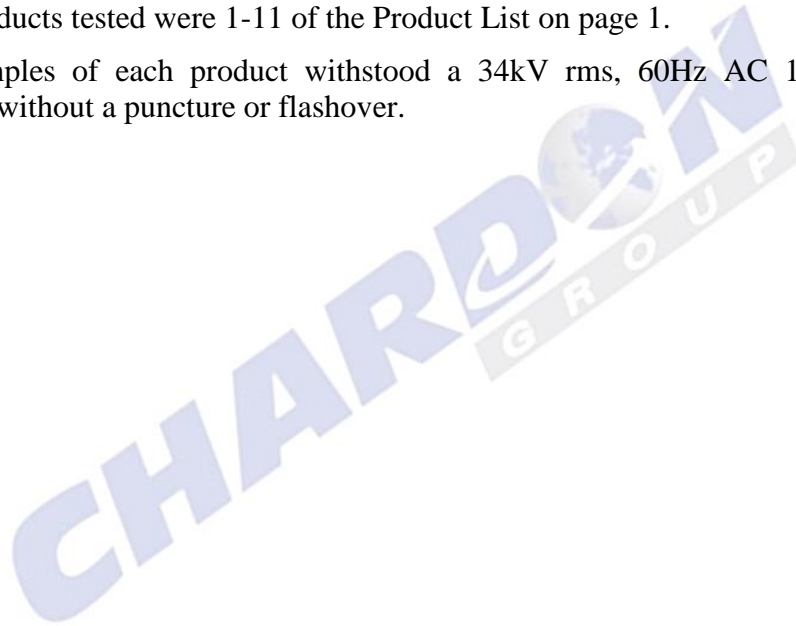 ducts tested were 1-11 of the Product List on page 1.
nples of each product withstood a 34kV rms, 60Hz AC 1
without a puncture or flashover.
CHARDON
GROUP